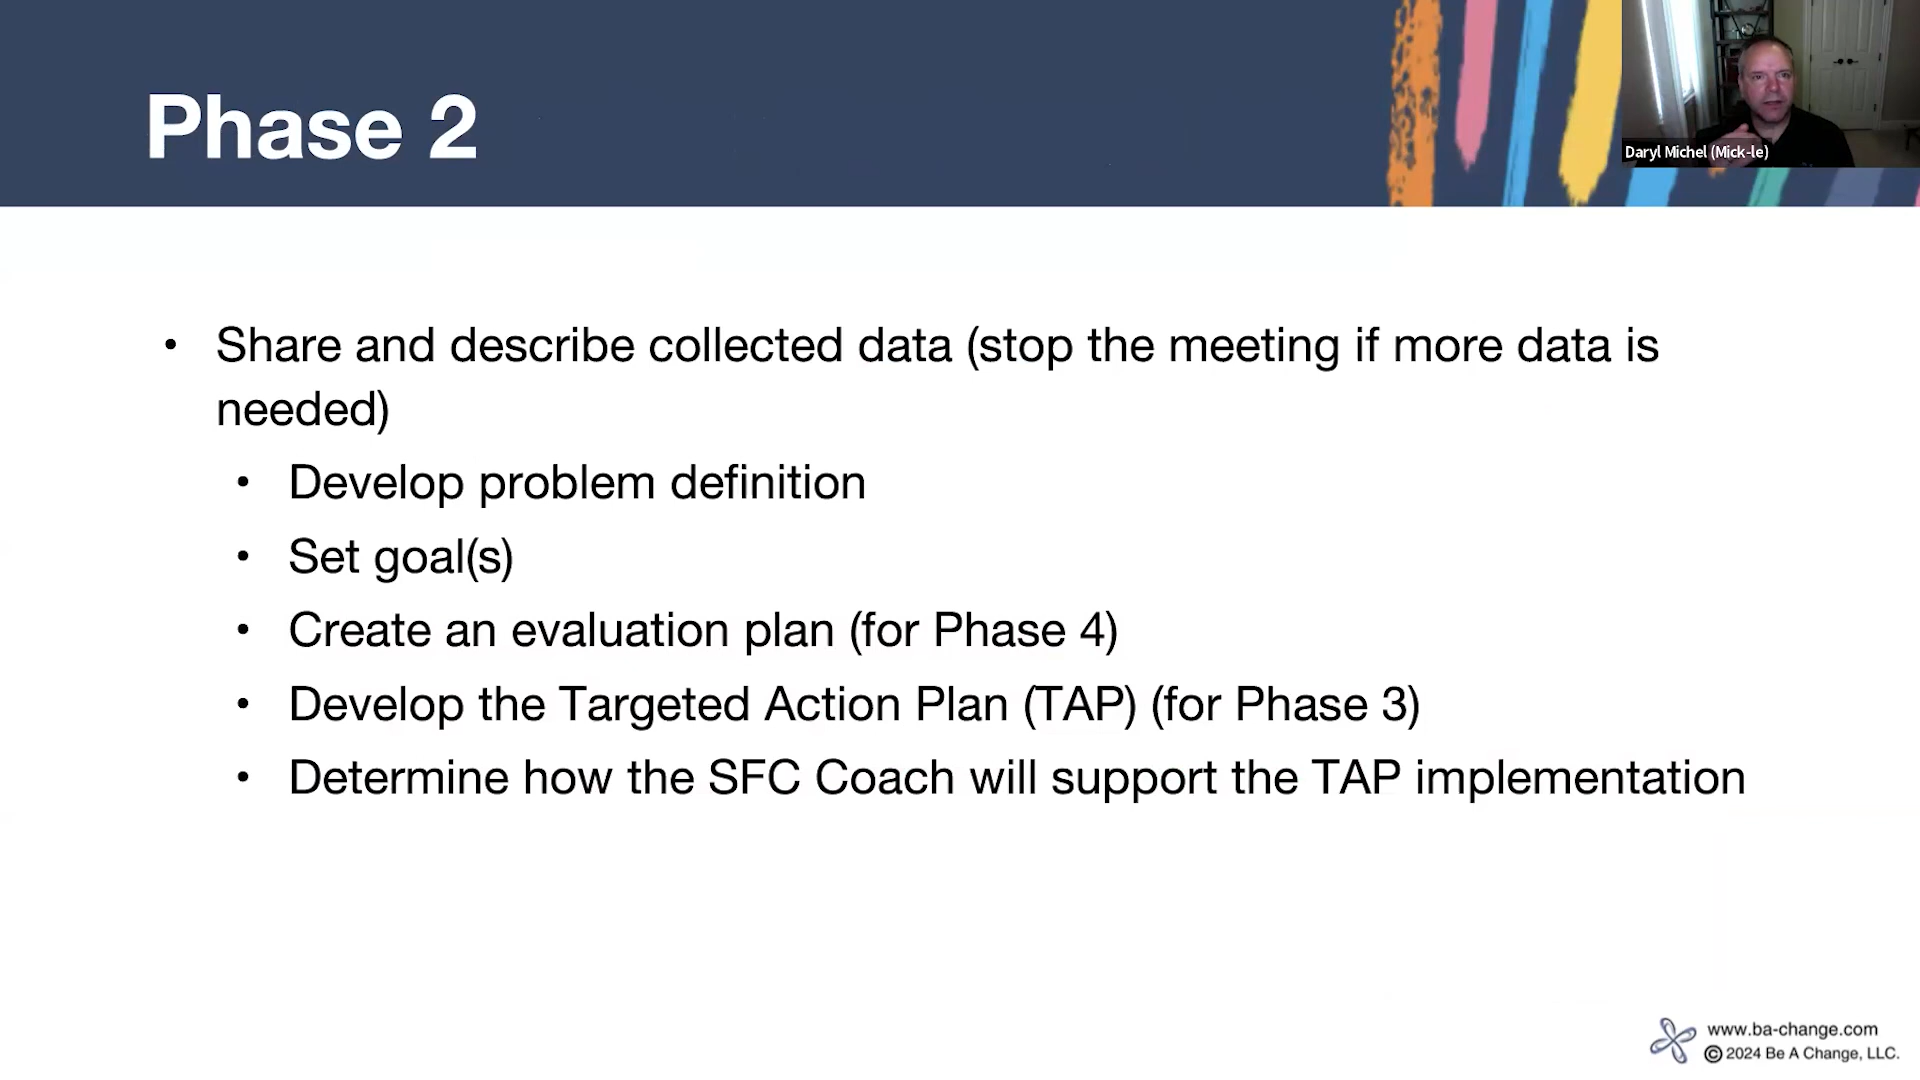 Phase 2
Daryl Michel (Mick-le)
• Share and describe collected data (stop the meeting if more data is
needed)
• Develop problem definition
• Set goal(s)
• Create an evaluation plan (for Phase 4)
• Develop the Targeted Action Plan (TAP) (for Phase 3)
• Determine how the SFC Coach will support the TAP implementation
www.ba-change.com
© 2024 Be A Change, LLC.